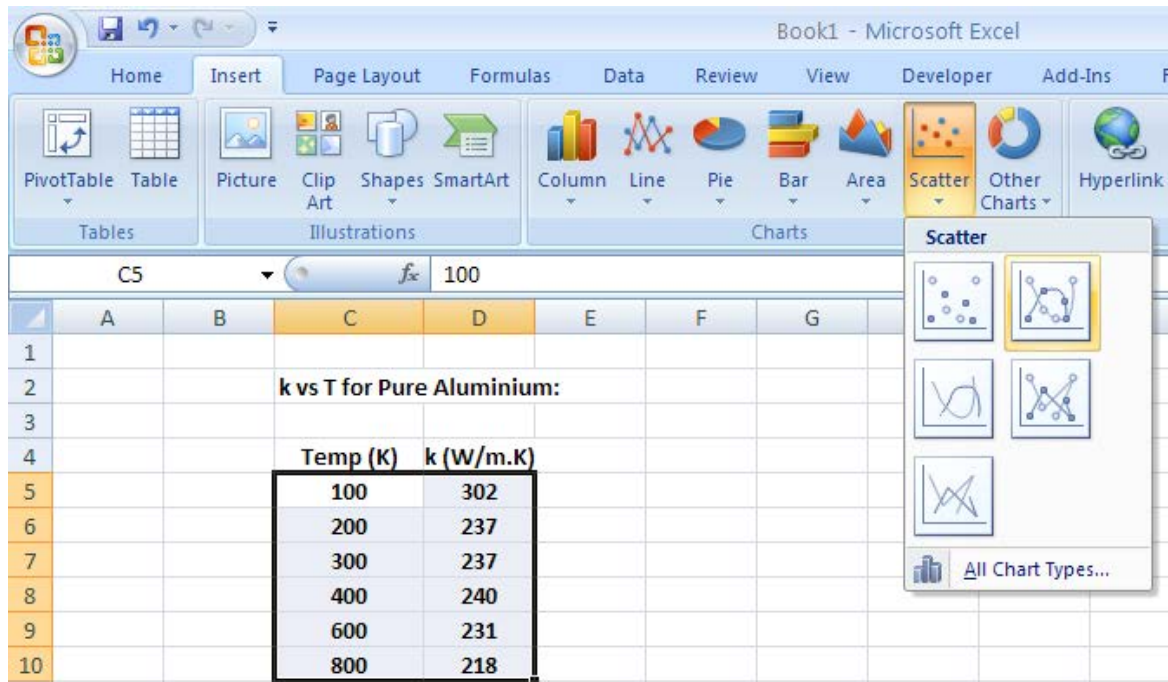 Book1 - Microsoft Excel
Home Insert Page Layout Formulas Data Review View Developer Add-Ins
PivotTable Table Picture Clip Art Shapes SmartArt Column Line Pie Bar Area Scatter Other Charts Hyperlink
Tables Illustrations Charts
Scatter
C5 fx 100
A B C D E F G
1
2 k vs T for Pure Aluminium:
3
4 Temp (K) k (W/m.K)
5 100 302
6 200 237
7 300 237
8 400 240
9 600 231
10 800 218
All Chart Types...